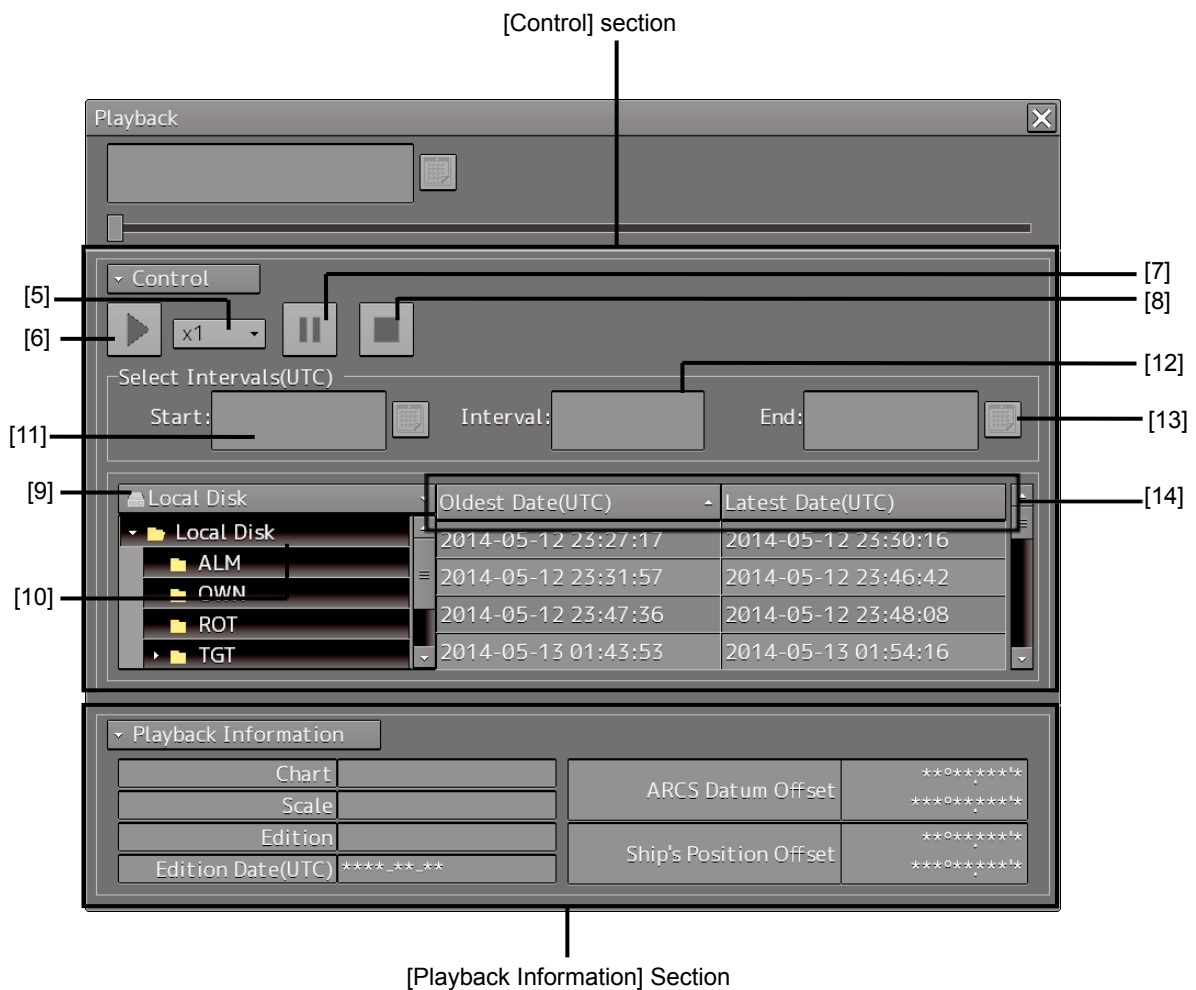 [Control] section
Playback
Control
[7]
[5]
[8]
[6]
x1
[12]
Select Intervals(UTC)
Start:
Interval:
End:
[13]
[11]
[9]
Local Disk
Oldest Date(UTC)
Latest Date(UTC)
[14]
Local Disk
2014-05-12 23:27:17
2014-05-12 23:30:16
ALM
2014-05-12 23:31:57
2014-05-12 23:46:42
[10]
OWN
2014-05-12 23:47:36
2014-05-12 23:48:08
ROT
2014-05-13 01:43:53
2014-05-13 01:54:16
TGT
Playback Information
Chart
Scale
Edition
Edition Date(UTC)
****-**-**
ARCS Datum Offset
**°**.***'*
***°**.***'*
Ship's Position Offset
**°**.***'*
***°**.***'*
[Playback Information] Section